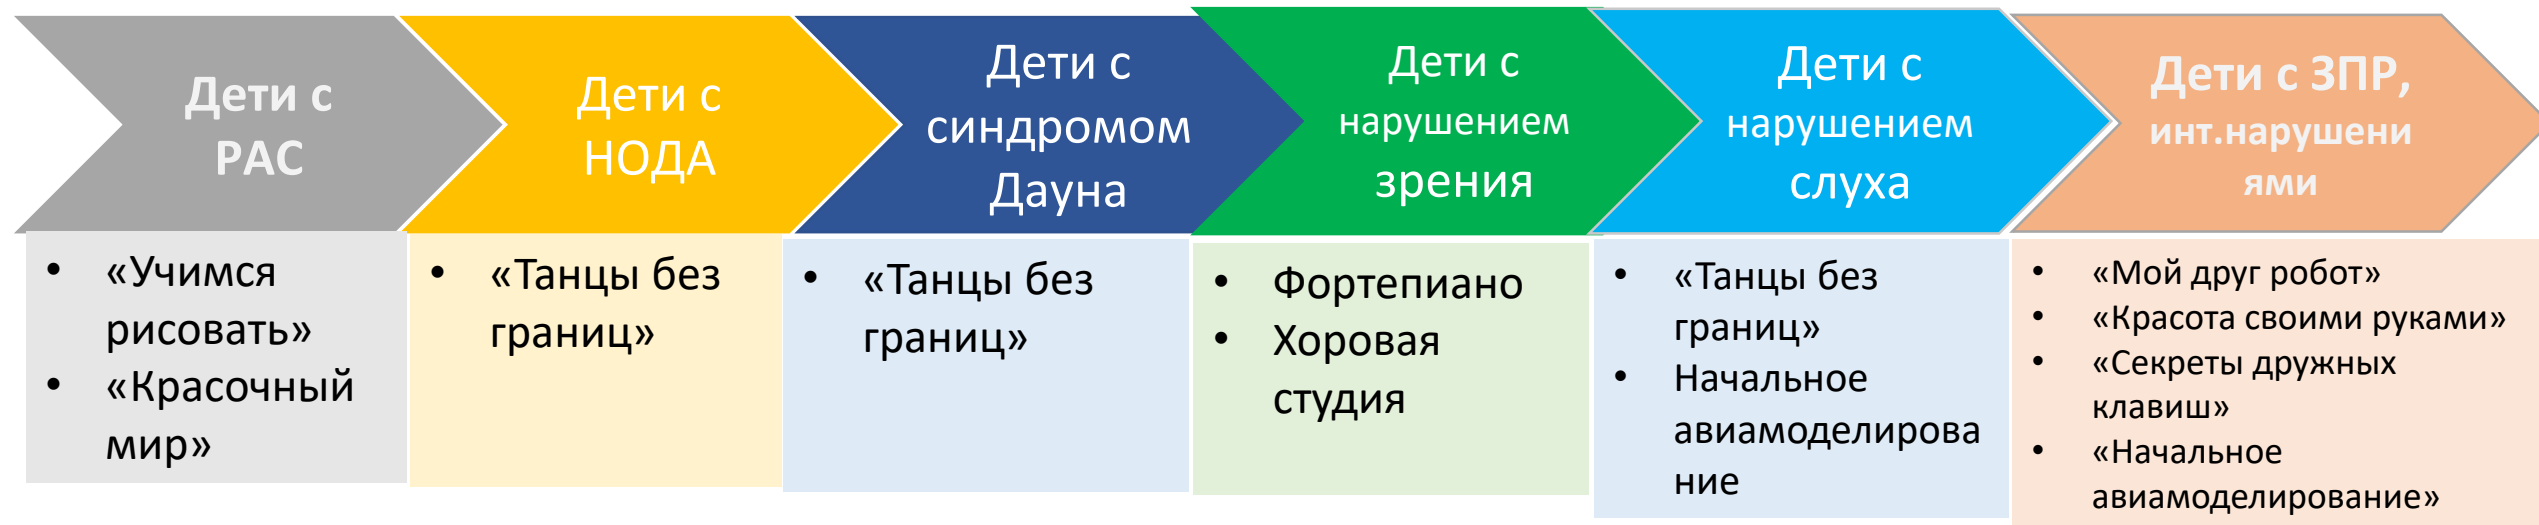 Дети с
РАС
«Учимся
рисовать»
«Красочный
мир»
Дети с
НОДА
«Танцы без
границ»
Дети с
синдромом
Дауна
«Танцы без
границ»
Дети с
нарушением
зрения
Фортепиано
Хоровая
студия
Дети с
нарушением
слуха
«Танцы без
границ»
Начальное
авиамоделирова
ние
Дети с ЗПР,
инт.нарушени
ями
«Мой друг робот»
«Красота своими руками»
«Секреты дружных
клавиш»
«Начальное
авиамоделирование»